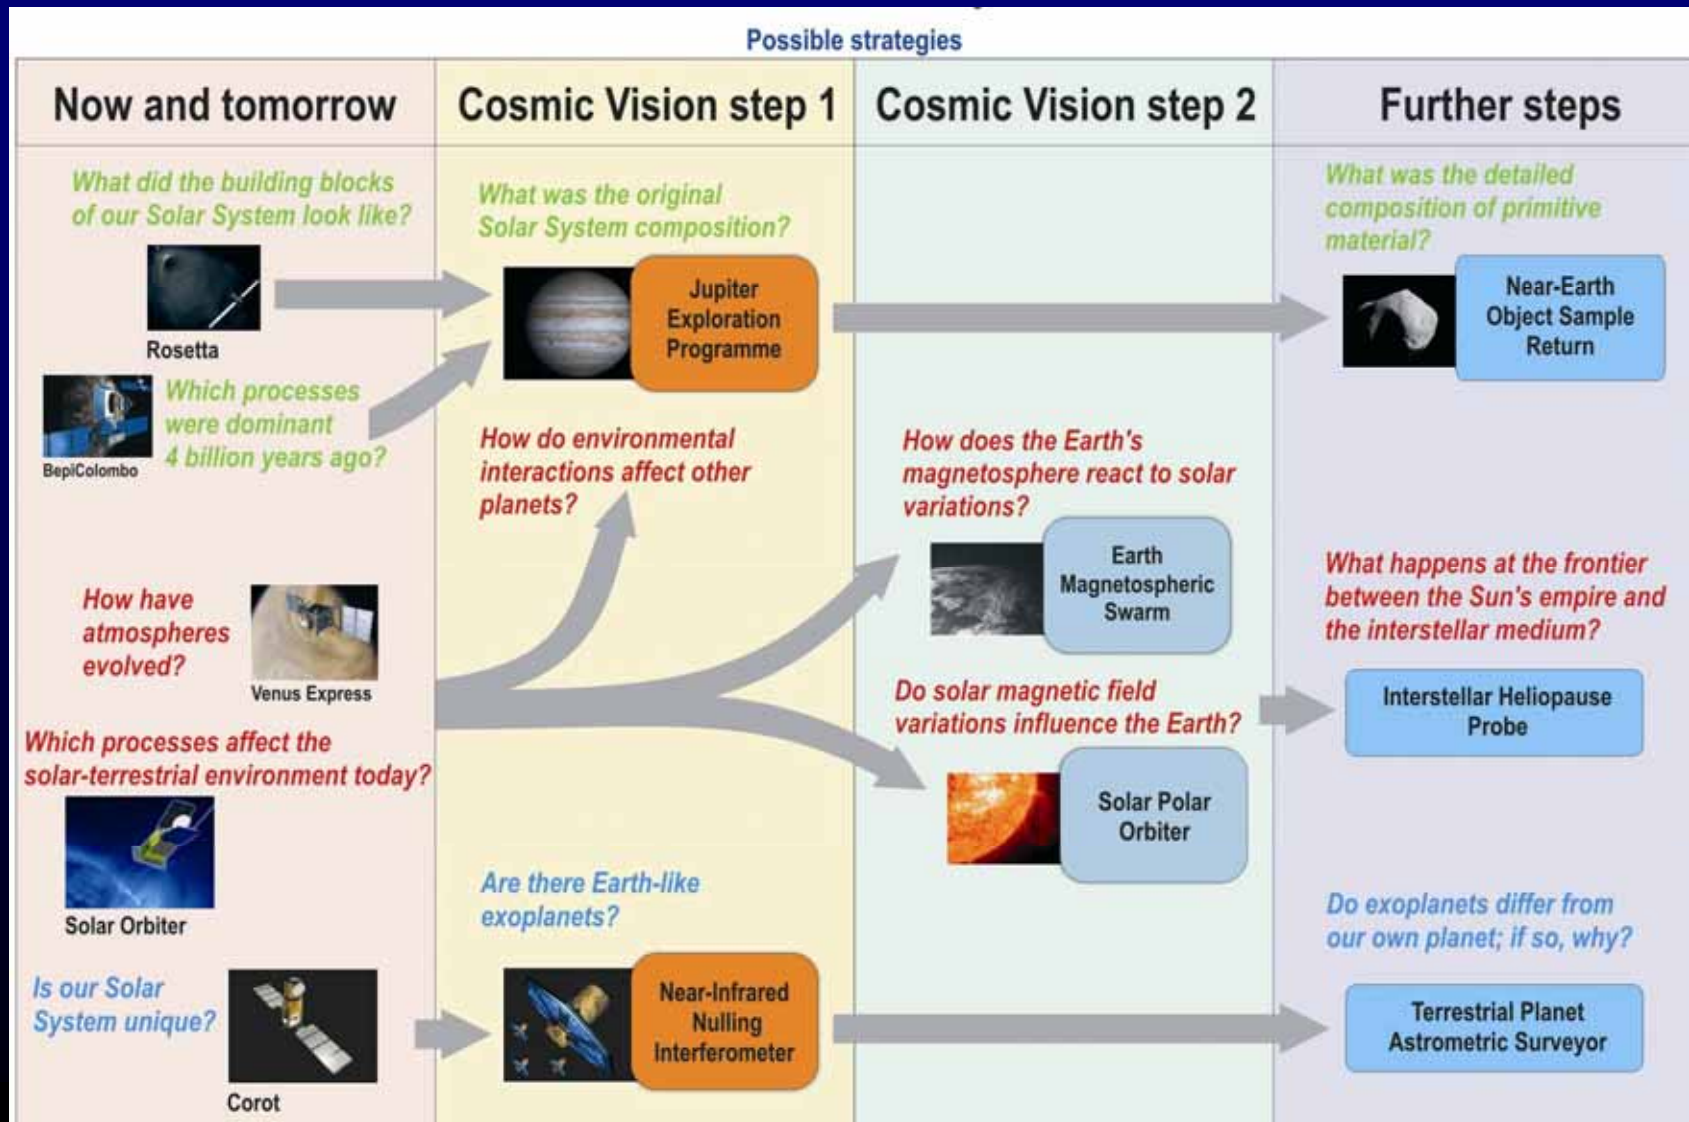 Possible strategies
Now and tomorrow
What did the building blocks
of our Solar System look like?
Rosetta
Which processes
were dominant
4 billion years ago?
BepiColombo
How have
atmospheres
evolved?
Venus Express
Which processes affect the
solar-terrestrial environment today?
Solar Orbiter
Is our Solar
System unique?
Corot
Cosmic Vision step 1
What was the original
Solar System composition?
Jupiter
Exploration
Programme
How do environmental
interactions affect other
planets?
Are there Earth-like
exoplanets?
Near-Infrared
Nulling
Interferometer
Cosmic Vision step 2
How does the Earth's
magnetosphere react to solar
variations?
Earth
Magnetospheric
Swarm
Do solar magnetic field
variations influence the Earth?
Solar Polar
Orbiter
Further steps
What was the detailed
composition of primitive
material?
Near-Earth
Object Sample
Return
What happens at the frontier
between the Sun's empire and
the interstellar medium?
Interstellar Heliopause
Probe
Do exoplanets differ from
our own planet; if so, why?
Terrestrial Planet
Astrometric Surveyor